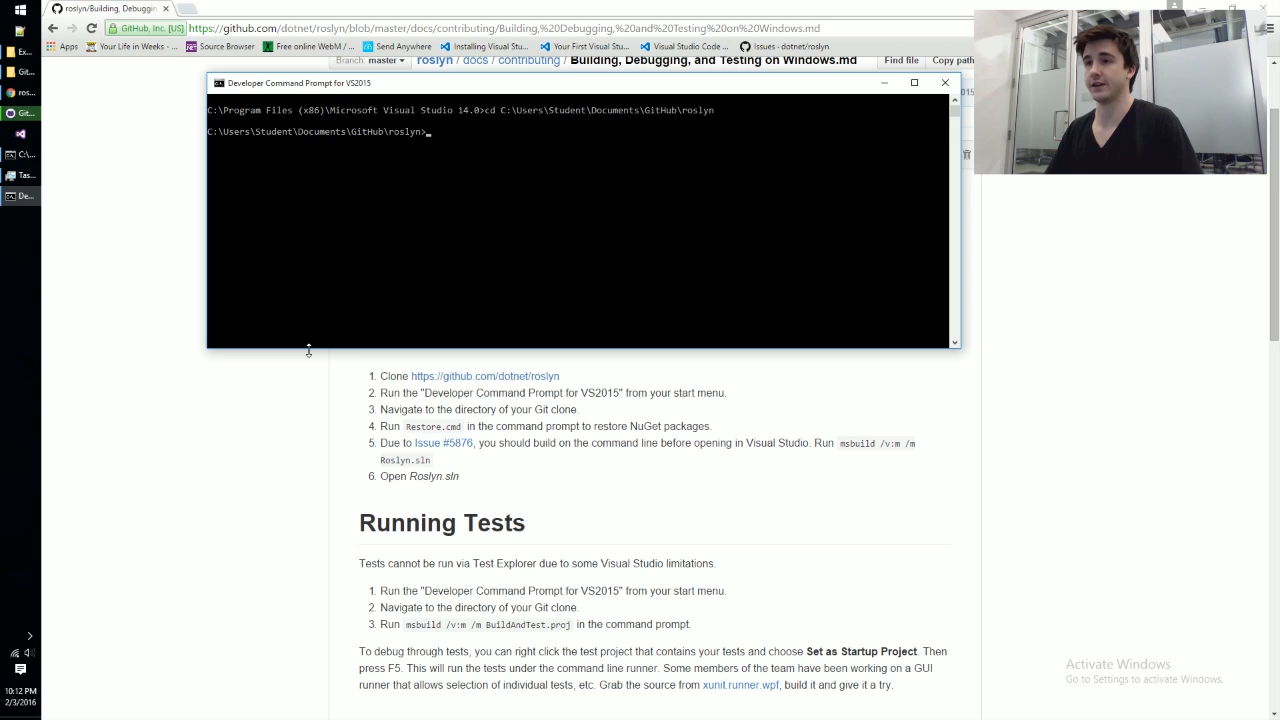 roslyn/Building, Debuggin
GitHub, Inc. [US]
https://github.com/dotnet/roslyn/blob/master/docs/contributing/Building,%20Debugging,%20and%20Testing%20on%20Windows.md
Apps
Your Life in Weeks - ...
Source Browser
Free online WebM / ...
Send Anywhere
Installing Visual Stu...
Your First Visual Stu...
Visual Studio Code ...
Issues - dotnet/roslyn
Branch: master
roslyn / docs / contributing / Building, Debugging, and Testing on Windows.md
Find file
Copy path
Developer Command Prompt for VS2015
C:\Program Files (x86)\Microsoft Visual Studio 14.0>cd C:\Users\Student\Documents\GitHub\roslyn
C:\Users\Student\Documents\GitHub\roslyn>_
Ex...
Git...
ros...
Git...
C:\...
Tas...
De...
1. Clone https://github.com/dotnet/roslyn
2. Run the "Developer Command Prompt for VS2015" from your start menu.
3. Navigate to the directory of your Git clone.
4. Run Restore.cmd in the command prompt to restore NuGet packages.
5. Due to Issue #5876, you should build on the command line before opening in Visual Studio. Run msbuild /v:m /m
Roslyn.sln
6. Open Roslyn.sln
Running Tests
Tests cannot be run via Test Explorer due to some Visual Studio limitations.
1. Run the "Developer Command Prompt for VS2015" from your start menu.
2. Navigate to the directory of your Git clone.
3. Run msbuild /v:m /m BuildAndTest.proj in the command prompt.
To debug through tests, you can right click the test project that contains your tests and choose Set as Startup Project. Then
press F5. This will run the tests under the command line runner. Some members of the team have been working on a GUI
runner that allows selection of individual tests, etc. Grab the source from xunit.runner.wpf, build it and give it a try.
Activate Windows
Go to Settings to activate Windows.
10:12 PM
2/3/2016